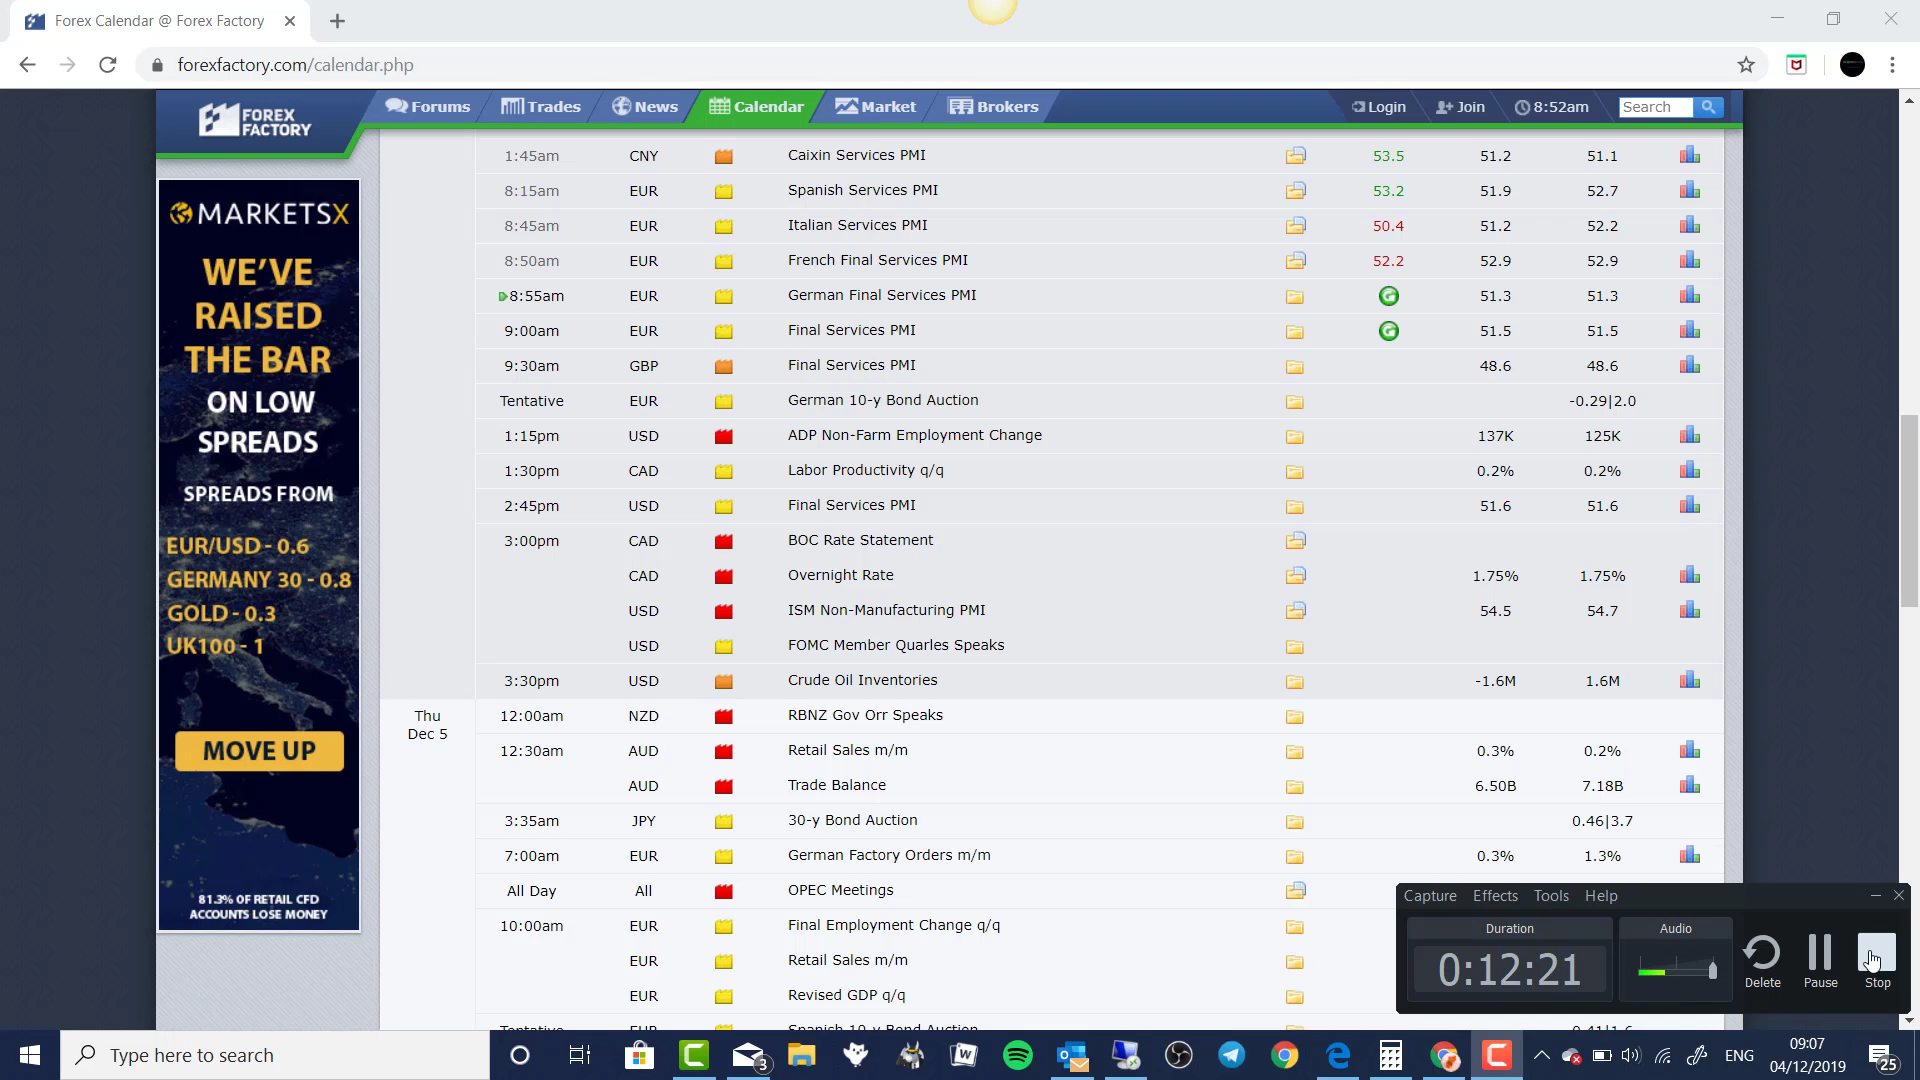 Forex Calendar @ Forex Factory
forexfactory.com/calendar.php
FOREX FACTORY
Forums Trades News Calendar Market Brokers Login Join 8:52am Search
1:45am CNY Caixin Services PMI 53.5 51.2 51.1
8:15am EUR Spanish Services PMI 53.2 51.9 52.7
8:45am EUR Italian Services PMI 50.4 51.2 52.2
8:50am EUR French Final Services PMI 52.2 52.9 52.9
8:55am EUR German Final Services PMI 51.3 51.3
9:00am EUR Final Services PMI 51.5 51.5
9:30am GBP Final Services PMI 48.6 48.6
Tentative EUR German 10-y Bond Auction -0.29|2.0
1:15pm USD ADP Non-Farm Employment Change 137K 125K
1:30pm CAD Labor Productivity q/q 0.2% 0.2%
2:45pm USD Final Services PMI 51.6 51.6
3:00pm CAD BOC Rate Statement
CAD Overnight Rate 1.75% 1.75%
USD ISM Non-Manufacturing PMI 54.5 54.7
USD FOMC Member Quarles Speaks
3:30pm USD Crude Oil Inventories -1.6M 1.6M
Thu Dec 5
12:00am NZD RBNZ Gov Orr Speaks
12:30am AUD Retail Sales m/m 0.3% 0.2%
AUD Trade Balance 6.50B 7.18B
3:35am JPY 30-y Bond Auction 0.46|3.7
7:00am EUR German Factory Orders m/m 0.3% 1.3%
All Day All OPEC Meetings
10:00am EUR Final Employment Change q/q
EUR Retail Sales m/m
EUR Revised GDP q/q
Tentative EUR Spanish 10-y Bond Auction 0.41|1.6
MARKETSX
WE'VE
RAISED
THE BAR
ON LOW
SPREADS
SPREADS FROM
EUR/USD - 0.6
GERMANY 30 - 0.8
GOLD - 0.3
UK100 - 1
MOVE UP
81.3% OF RETAIL CFD
ACCOUNTS LOSE MONEY
Capture Effects Tools Help
Duration Audio
0:12:21
Delete Pause Stop
Type here to search
3
W
ENG
09:07
04/12/2019
25